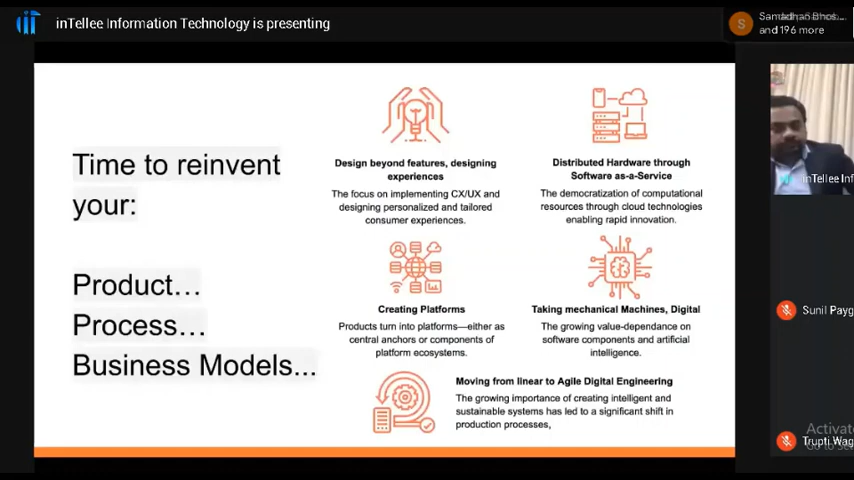 inTellee Information Technology is presenting
S
and 196 more
Time to reinvent
your:
Product...
Process...
Business Models...
Design beyond features, designing
experiences
The focus on implementing CX/UX and
designing personalized and tailored
consumer experiences.
Distributed Hardware through
Software as-a-Service
The democratization of computational
resources through cloud technologies
enabling rapid innovation.
Creating Platforms
Products turn into platforms—either as
central anchors or components of
platform ecosystems.
Taking mechanical Machines, Digital
The growing value-dependance on
software components and artificial
intelligence.
Moving from linear to Agile Digital Engineering
The growing importance of creating intelligent and
sustainable systems has led to a significant shift in
production processes,
inTellee Inf
Sunil Payg
Activate
Trupti Wag